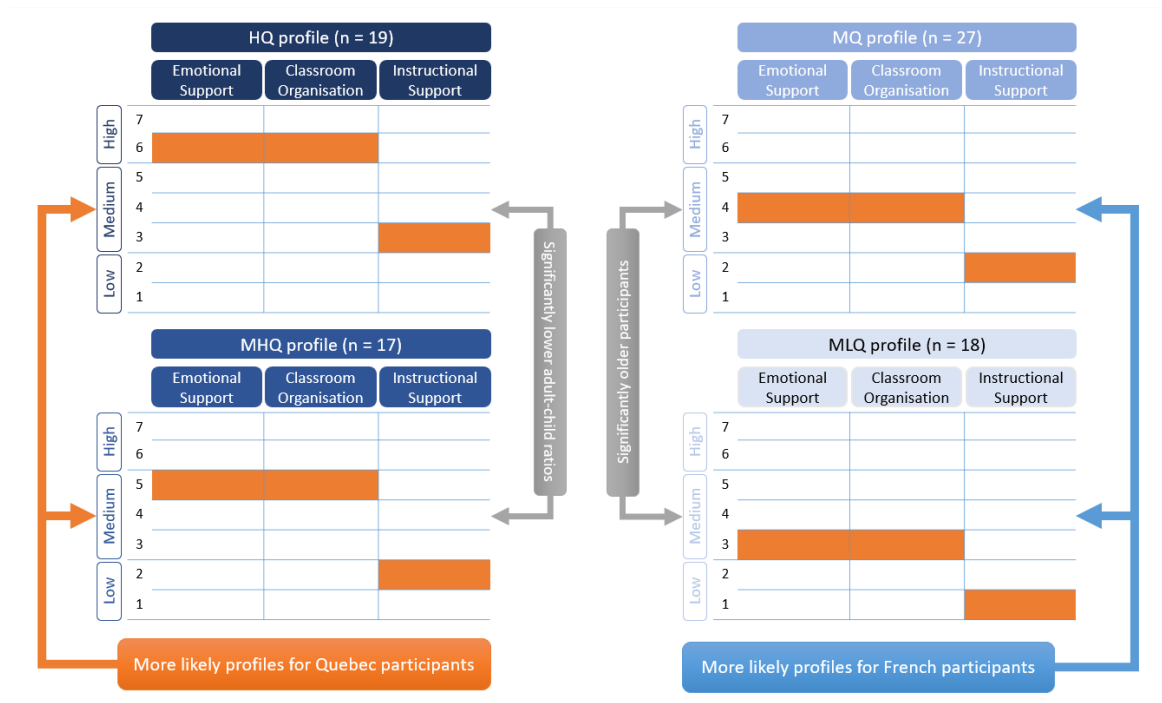 HQ profile (n = 19)
Emotional
Support
Classroom
Organisation
Instructional
Support
High
Medium
Low
7
6
5
4
3
2
1
MHQ profile (n = 17)
Emotional
Support
Classroom
Organisation
Instructional
Support
High
Medium
Low
7
6
5
4
3
2
1
More likely profiles for Quebec participants
Significantly lower adult-child ratios
Significantly older participants
MQ profile (n = 27)
Emotional
Support
Classroom
Organisation
Instructional
Support
High
Medium
Low
7
6
5
4
3
2
1
MLQ profile (n = 18)
Emotional
Support
Classroom
Organisation
Instructional
Support
High
Medium
Low
7
6
5
4
3
2
1
More likely profiles for French participants